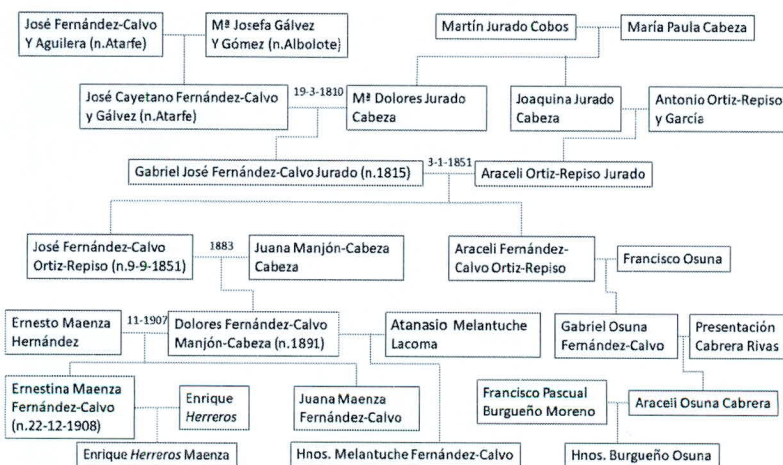 José Fernández-Calvo
Y Aguilera (n.Atarfe)
Mª Josefa Gálvez
Y Gómez (n.Albolote)
Martín Jurado Cobos
María Paula Cabeza
José Cayetano Fernández-Calvo
y Gálvez (n.Atarfe)
19-3-1810
Mª Dolores Jurado
Cabeza
Joaquina Jurado
Cabeza
Antonio Ortiz-Repiso
y García
Gabriel José Fernández-Calvo Jurado (n.1815)
3-1-1851
Araceli Ortiz-Repiso Jurado
José Fernández-Calvo
Ortiz-Repiso (n.9-9-1851)
1883
Juana Manjón-Cabeza
Cabeza
Araceli Fernández-
Calvo Ortiz-Repiso
Francisco Osuna
Ernesto Maenza
Hernández
11-1907
Dolores Fernández-Calvo
Manjón-Cabeza (n.1891)
Atanasio Melantuche
Lacoma
Gabriel Osuna
Fernández-Calvo
Presentación
Cabrera Rivas
Ernestina Maenza
Fernández-Calvo
(n.22-12-1908)
Enrique
Herreros
Juana Maenza
Fernández-Calvo
Francisco Pascual
Burgueño Moreno
Araceli Osuna Cabrera
Enrique Herreros Maenza
Hnos. Melantuche Fernández-Calvo
Hnos. Burgueño Osuna